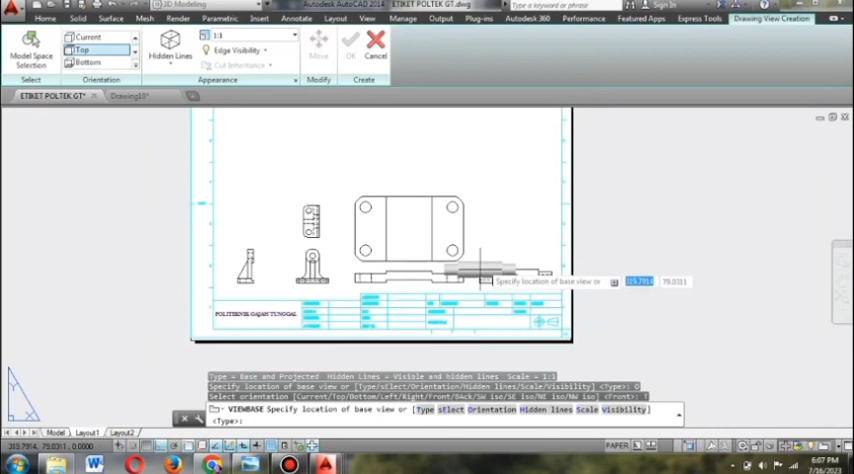 3D Modeling
Autodesk AutoCAD 2014 ETIKET POLTEK GT.dwg
Type a keyword or phrase
Sign In
Home Solid Surface Mesh Render Parametric Insert Annotate Layout View Manage Output Plug-ins Autodesk 360 Featured Apps Express Tools Drawing View Creation
Model Space
Selection
Current
Top
Bottom
Hidden
Lines
1:1
Edge Visibility
Cut Inheritance
Move
OK
Cancel
Select Orientation Appearance Modify Create
ETIKET POLTEK GT* Drawing18*
Specify location of base view or 315.7914 79.0311
POLITEKNIK GAJAH TUNGGAL
Type = Base and Projected Hidden Lines = Visible and hidden lines Scale = 1:1
Specify location of base view or [Type/sElect/Orientation/Hidden lines/Scale/Visibility] <Type>: O
Select orientation [Current/Top/Bottom/Left/Right/Front/BAck/SW iso/SE iso/NE iso/NW iso] <Front>: T
VIEWBASE Specify location of base view or [Type sElect Orientation Hidden lines Scale Visibility]
<Type>:
Model Layout1 Layout2
315.7914, 79.0311, 0.0000
PAPER
6:07 PM
7/16/2023